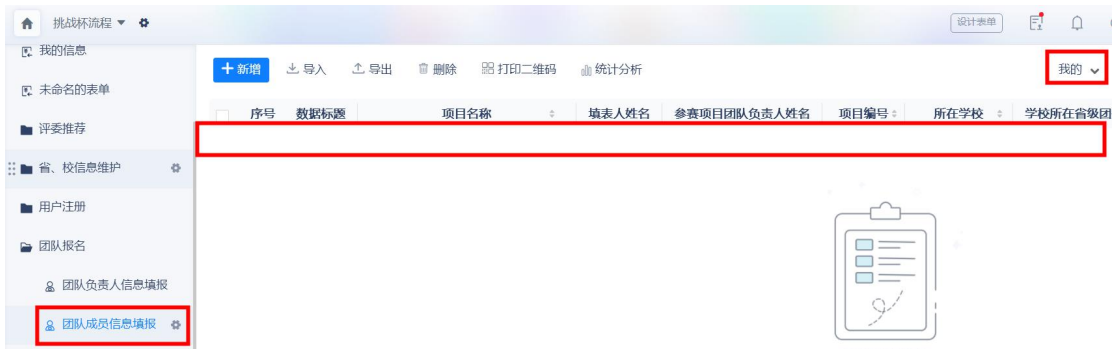 挑战杯流程
设计表单
我的信息
未命名的表单
评委推荐
省、校信息维护
用户注册
团队报名
团队负责人信息填报
团队成员信息填报
新增 导入 导出 删除 打印二维码 统计分析 我的
序号 数据标题 项目名称 填表人姓名 参赛项目团队负责人姓名 项目编号 所在学校 学校所在省级团